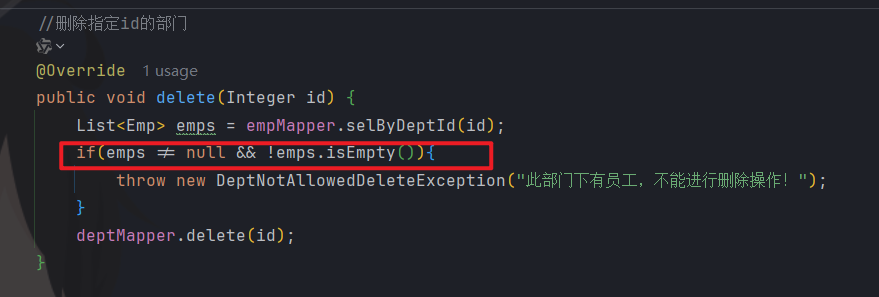 //删除指定id的部门
@Override 1 usage
public void delete(Integer id) {
List<Emp> emps = empMapper.selByDeptId(id);
if(emps != null && !emps.isEmpty()){
throw new DeptNotAllowedDeleteException("此部门下有员工，不能进行删除操作！");
}
deptMapper.delete(id);
}